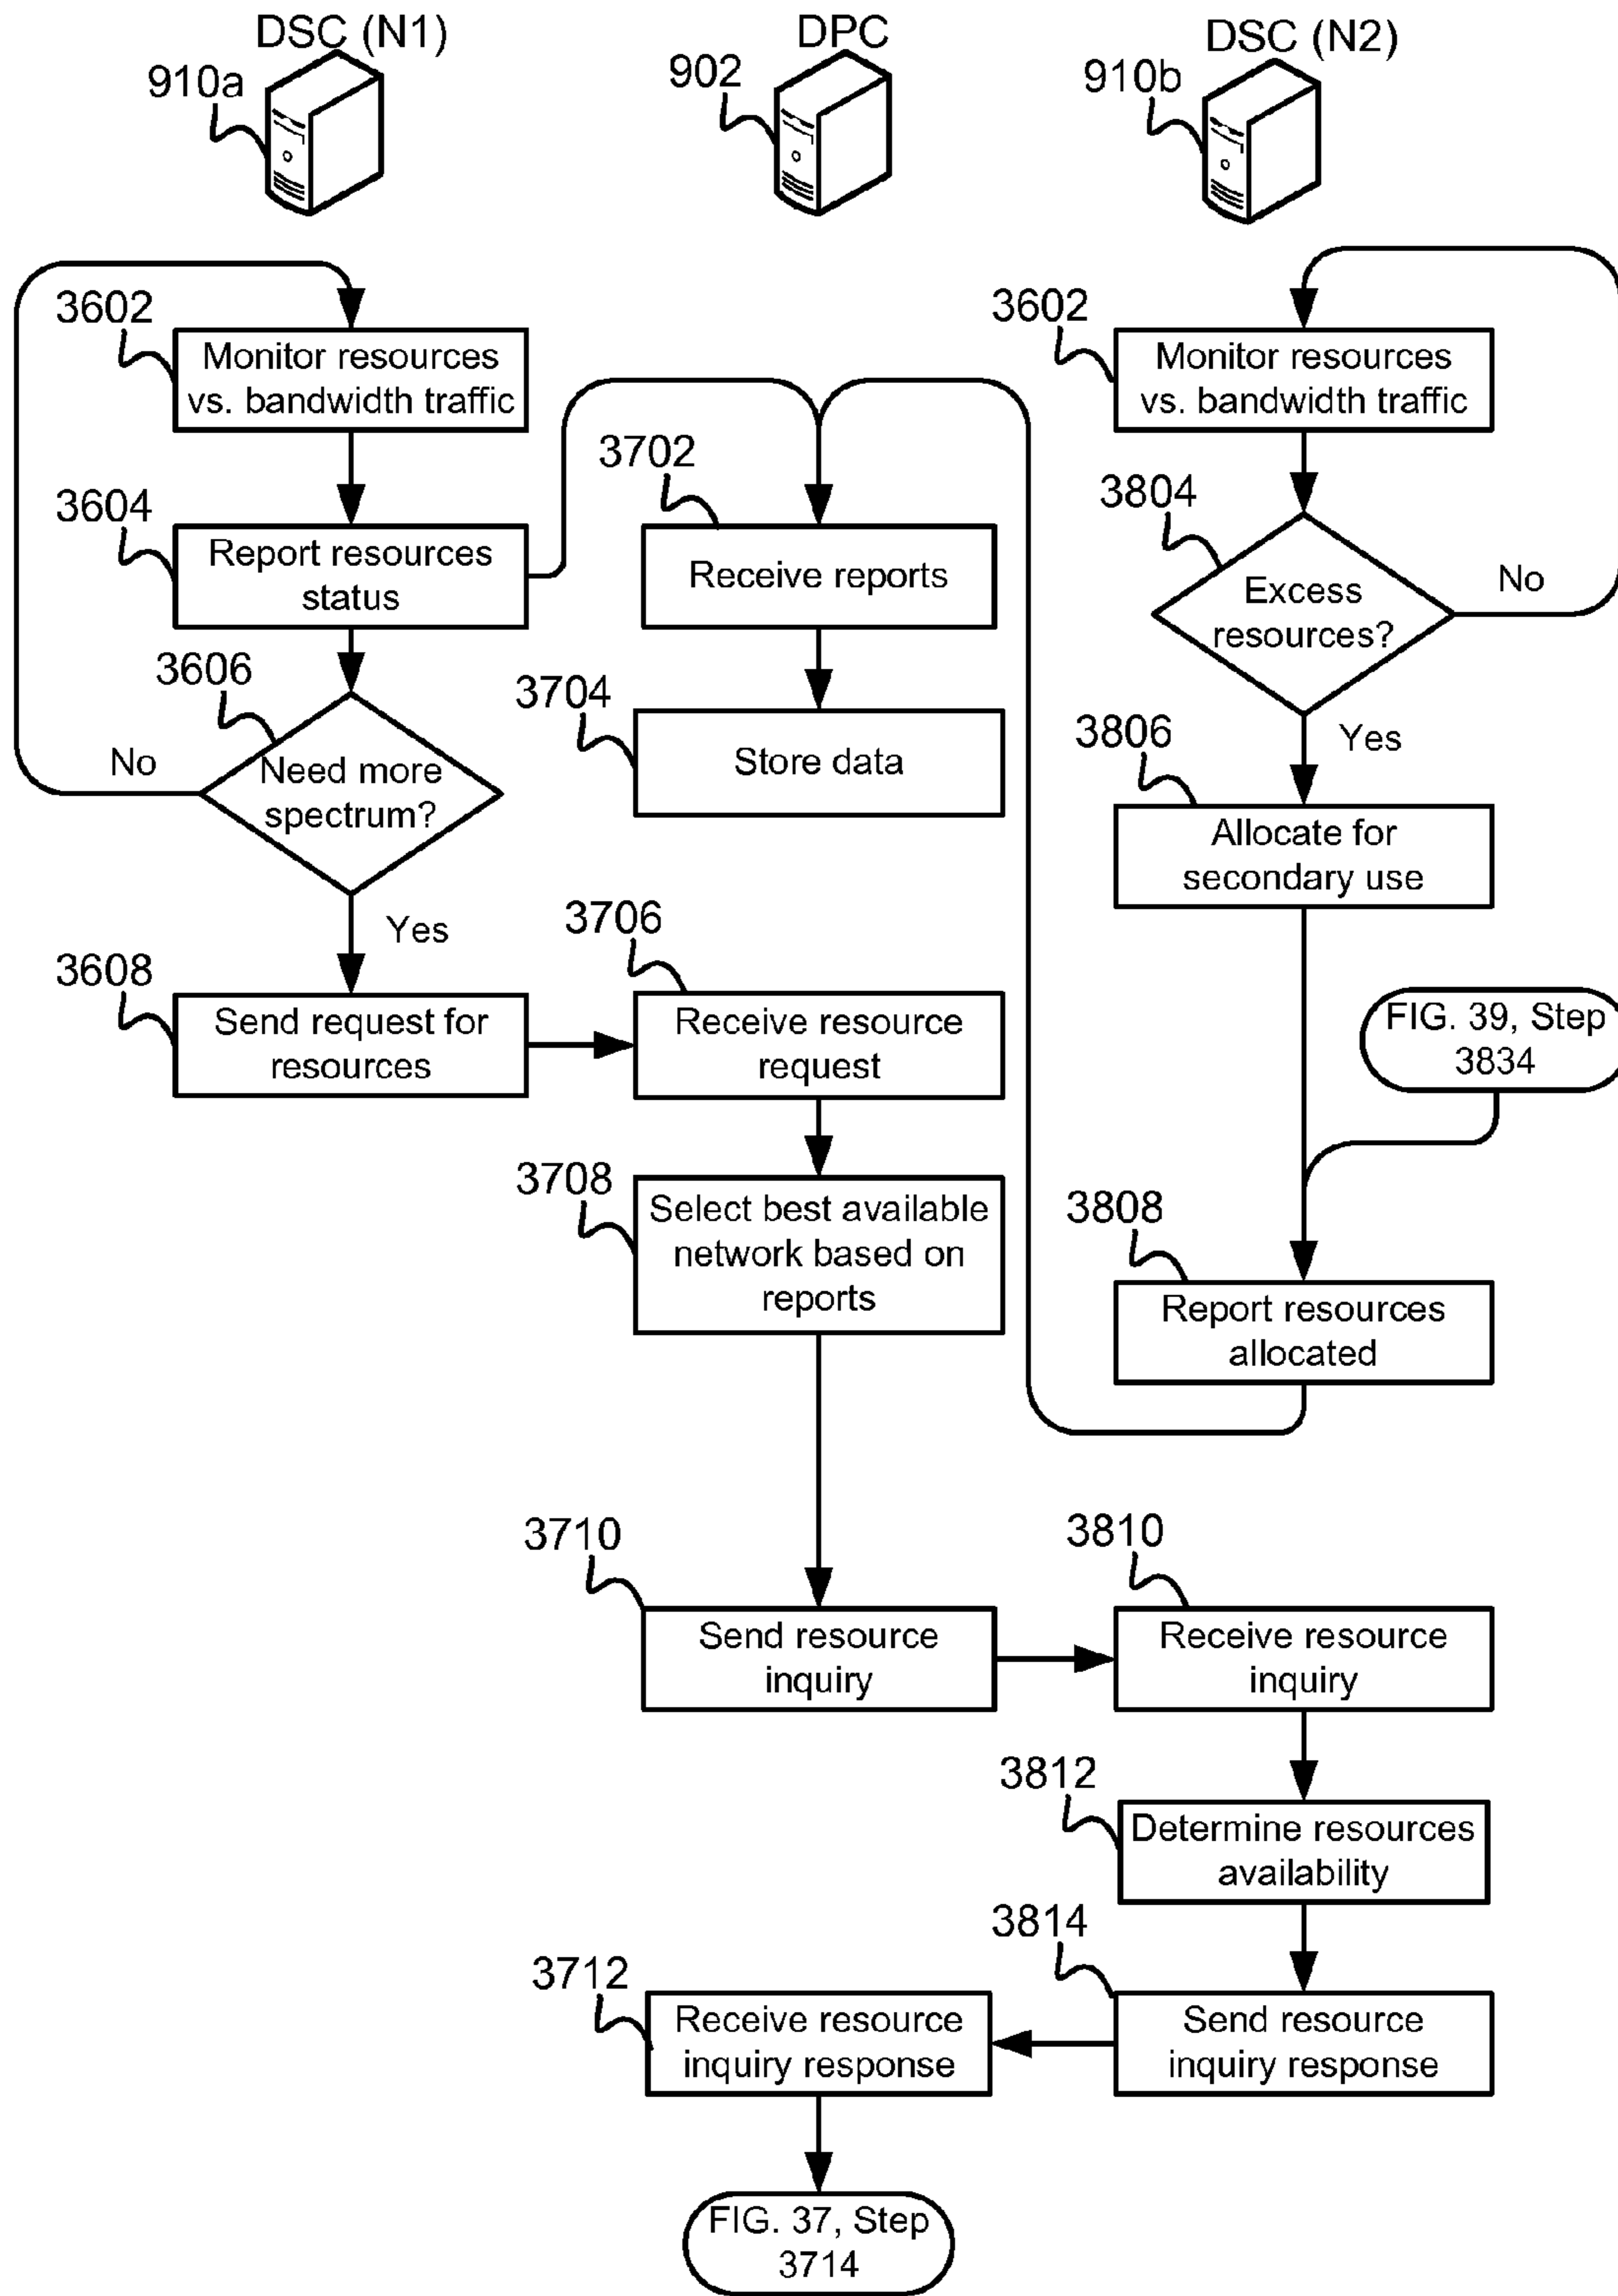 DSC (N1)
910a
DPC
902
DSC (N2)
910b
3602
Monitor resources
vs. bandwidth traffic
3604
Report resources
status
3606
Need more
spectrum?
No
Yes
3608
Send request for
resources
3702
Receive reports
3704
Store data
3706
Receive resource
request
3708
Select best available
network based on
reports
3602
Monitor resources
vs. bandwidth traffic
3804
Excess
resources?
No
Yes
3806
Allocate for
secondary use
FIG. 39, Step
3834
3808
Report resources
allocated
3710
Send resource
inquiry
3810
Receive resource
inquiry
3812
Determine resources
availability
3814
Send resource
inquiry response
3712
Receive resource
inquiry response
FIG. 37, Step
3714